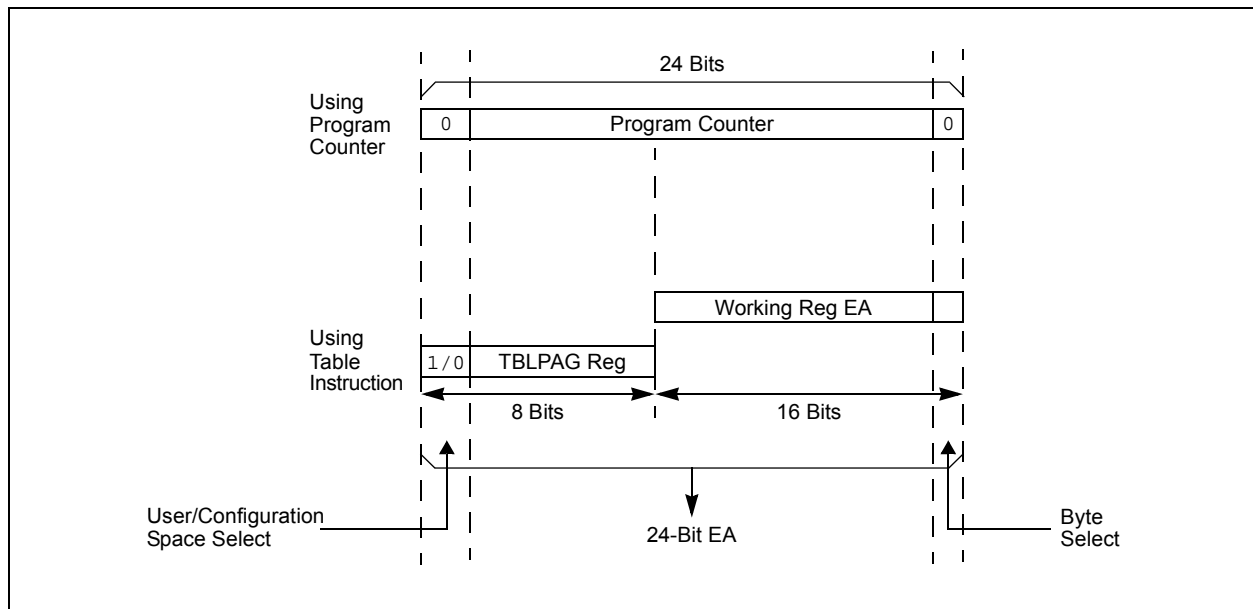 24 Bits
Using
Program
Counter
0
Program Counter
0
Working Reg EA
Using
Table
Instruction
1/0
TBLPAG Reg
8 Bits
16 Bits
User/Configuration
Space Select
24-Bit EA
Byte
Select